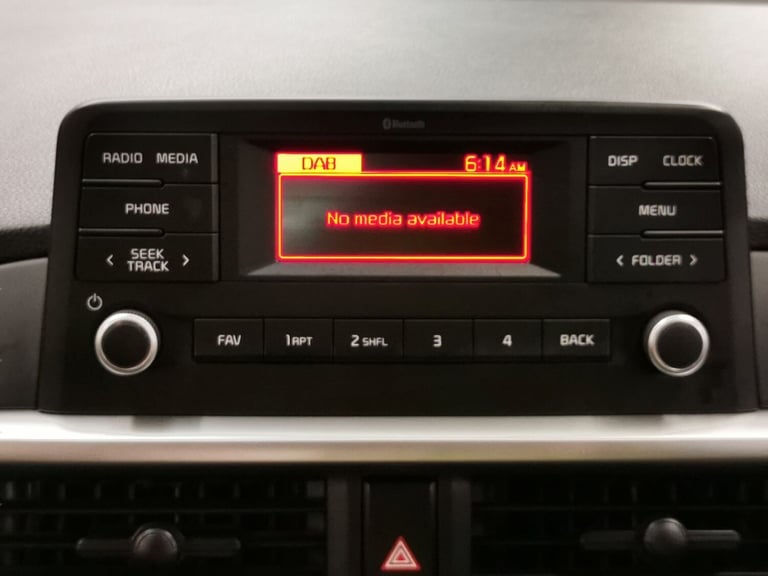 Bluetooth
RADIO MEDIA
PHONE
< SEEK TRACK >
DAB 6:14 AM
No media available
DISP CLOCK
MENU
< FOLDER >
FAV 1 RPT 2 SHFL 3 4 BACK